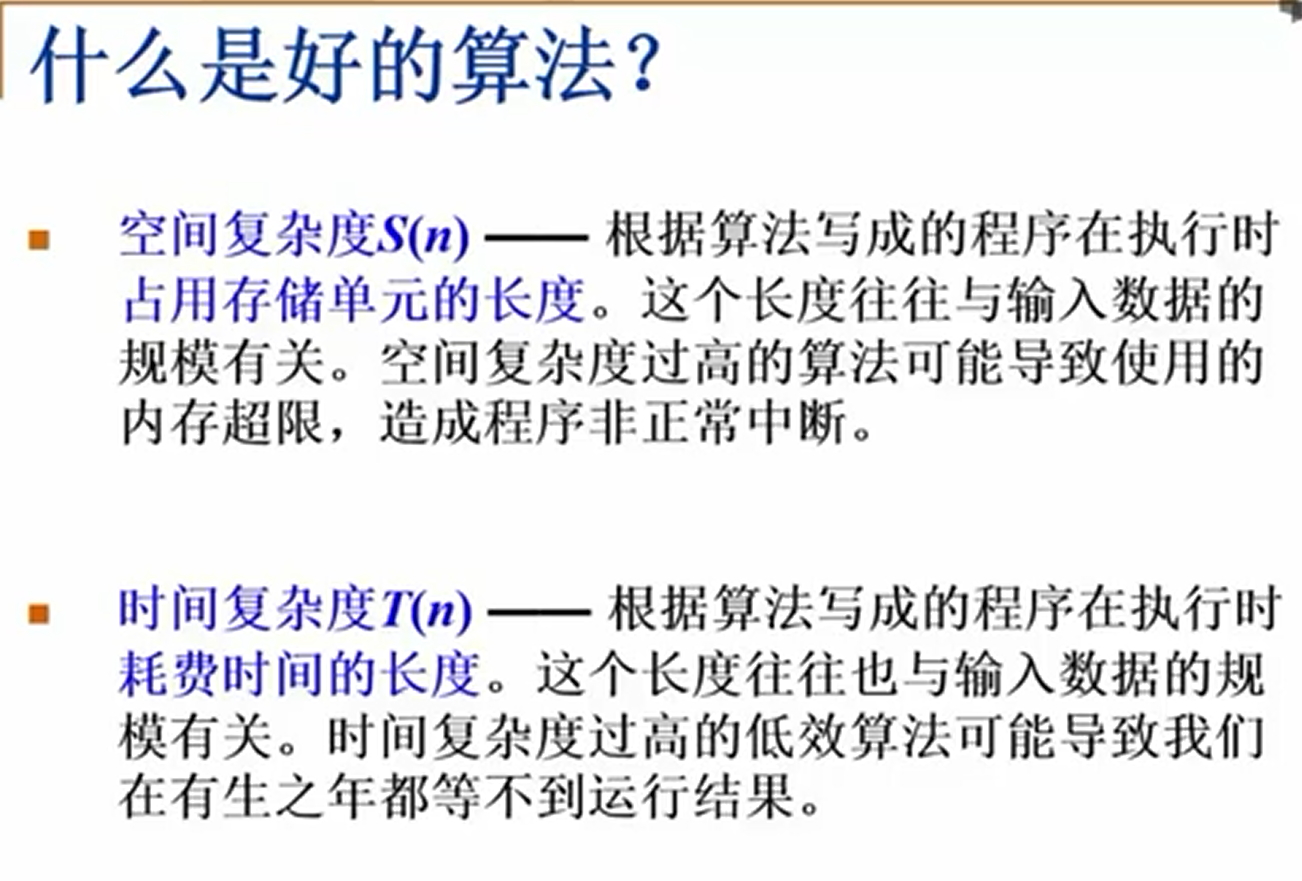 什么是好的算法？
空间复杂度S(n) —— 根据算法写成的程序在执行时
占用存储单元的长度。这个长度往往与输入数据的
规模有关。空间复杂度过高的算法可能导致使用的
内存超限，造成程序非正常中断。
时间复杂度T(n) —— 根据算法写成的程序在执行时
耗费时间的长度。这个长度往往也与输入数据的规
模有关。时间复杂度过高的低效算法可能导致我们
在有生之年都等不到运行结果。